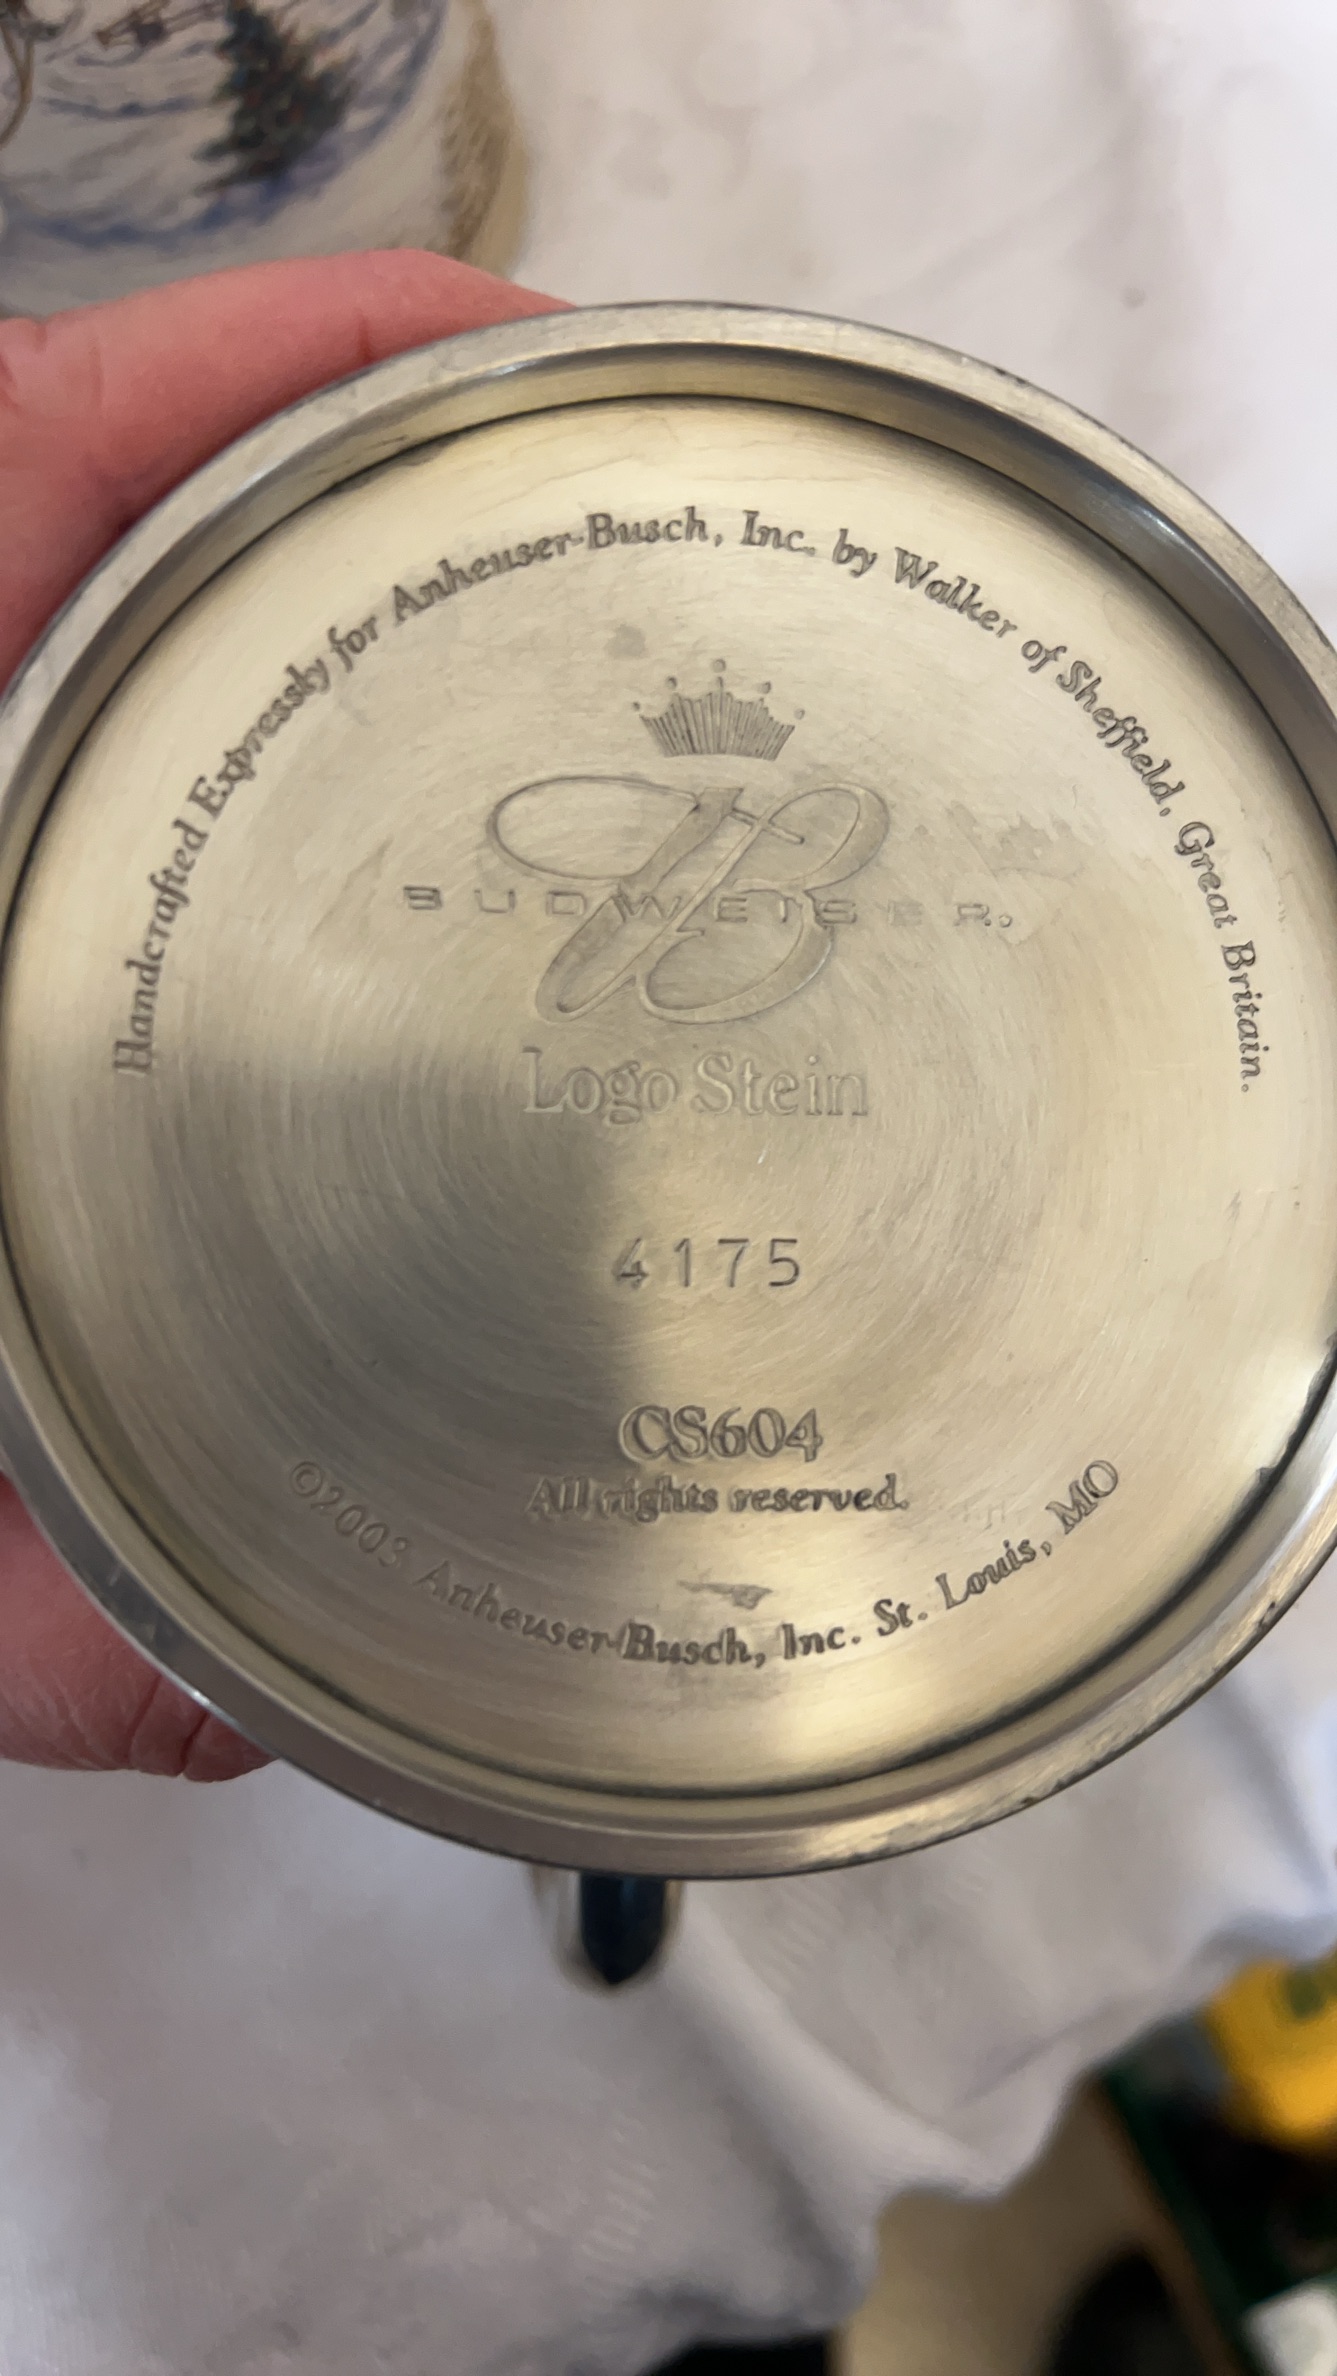 Handcrafted Expressly for Anheuser-Busch, Inc. by Walker of Sheffield, Great Britain.
B
BUDWEISER®
Logo Stein
4175
CS604
All rights reserved.
©2003 Anheuser-Busch, Inc. St. Louis, MO